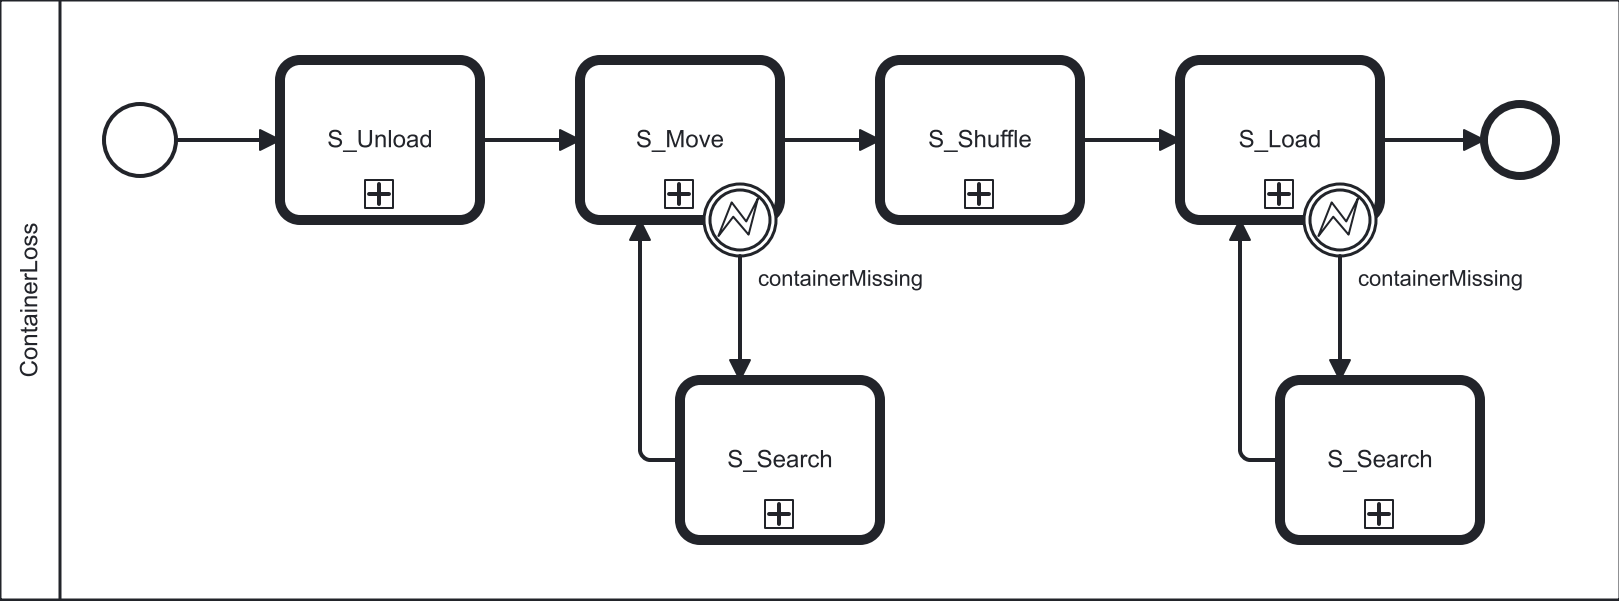 ContainerLoss
S_Unload
S_Move
S_Shuffle
S_Load
containerMissing
containerMissing
S_Search
S_Search